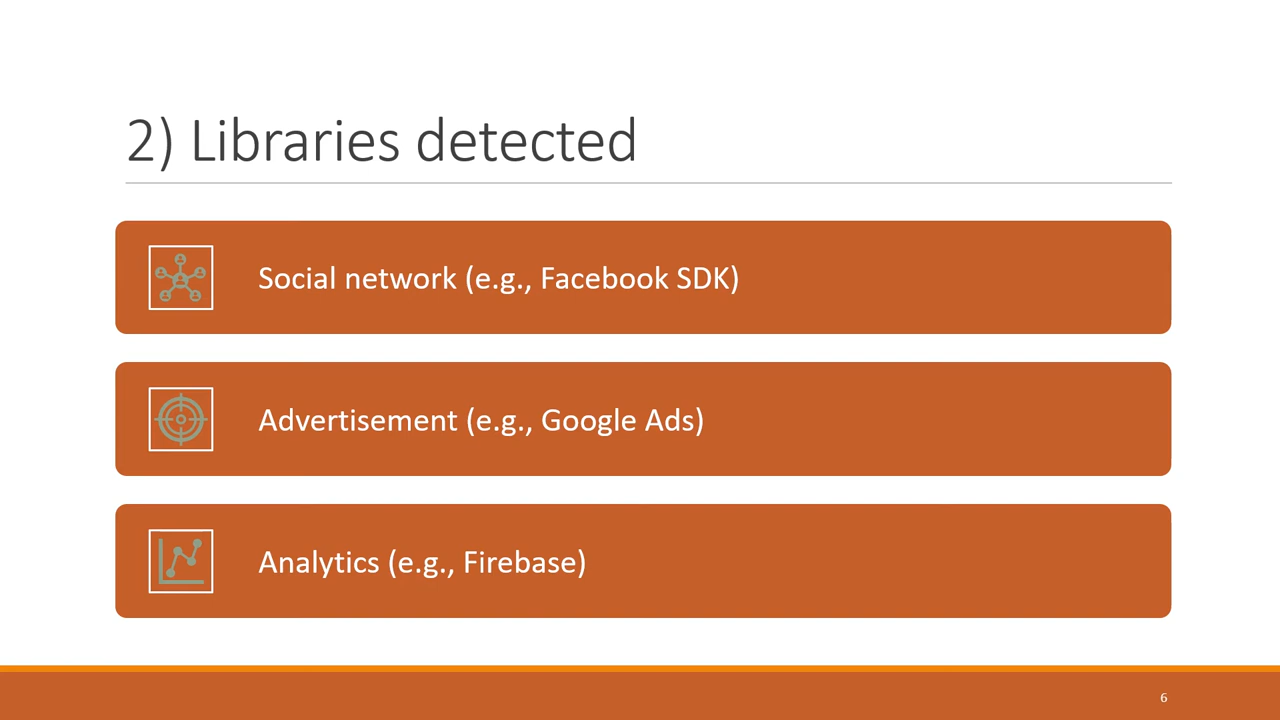 2) Libraries detected
Social network (e.g., Facebook SDK)
Advertisement (e.g., Google Ads)
Analytics (e.g., Firebase)
6